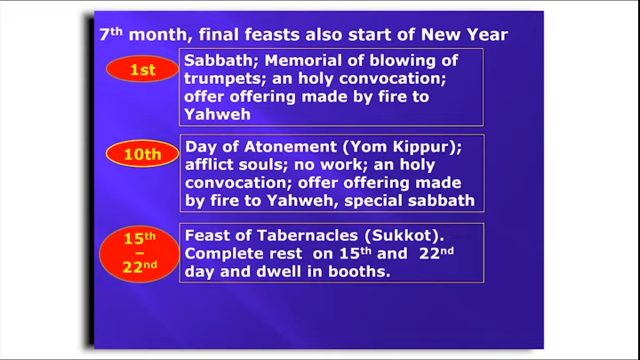 7th month, final feasts also start of New Year
1st
Sabbath; Memorial of blowing of
trumpets; an holy convocation;
offer offering made by fire to
Yahweh
10th
Day of Atonement (Yom Kippur);
afflict souls; no work; an holy
convocation; offer offering made
by fire to Yahweh, special sabbath
15th
–
22nd
Feast of Tabernacles (Sukkot).
Complete rest on 15th and 22nd
day and dwell in booths.